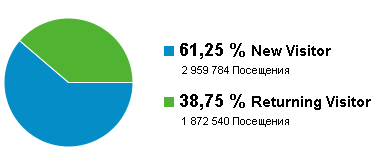 61,25 % New Visitor
2 959 784 Посещения
38,75 % Returning Visitor
1 872 540 Посещения